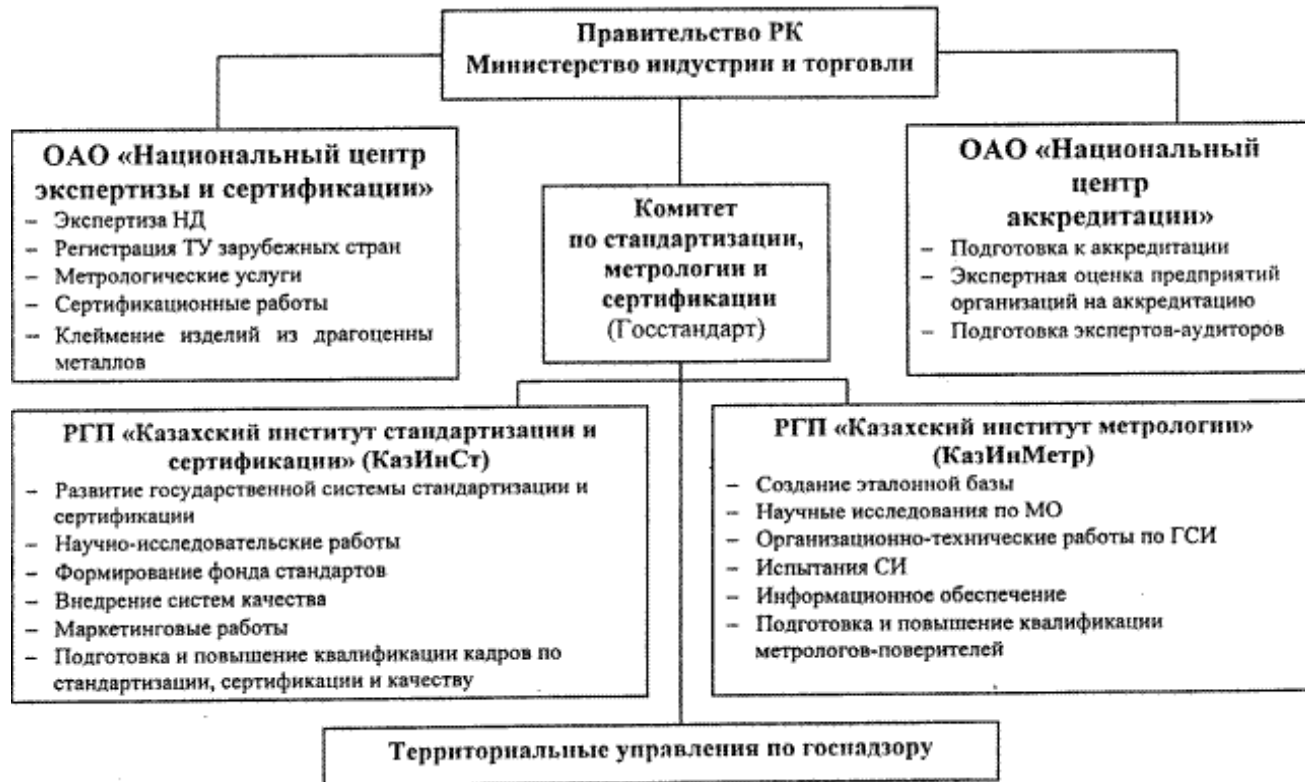 Правительство РК
Министерство индустрии и торговли
ОАО «Национальный центр
экспертизы и сертификации»
– Экспертиза НД
– Регистрация ТУ зарубежных стран
– Метрологические услуги
– Сертификационные работы
– Клеймение изделий из драгоценны
металлов
Комитет
по стандартизации,
метрологии и
сертификации
(Госстандарт)
ОАО «Национальный
центр
аккредитации»
– Подготовка к аккредитации
– Экспертная оценка предприятий
организаций на аккредитацию
– Подготовка экспертов-аудиторов
РГП «Казахский институт стандартизации и
сертификации» (КазИнСт)
– Развитие государственной системы стандартизации и
сертификации
– Научно-исследовательские работы
– Формирование фонда стандартов
– Внедрение систем качества
– Маркетинговые работы
– Подготовка и повышение квалификации кадров по
стандартизации, сертификации и качеству
РГП «Казахский институт метрологии»
(КазИнМетр)
– Создание эталонной базы
– Научные исследования по МО
– Организационно-технические работы по ГСИ
– Испытания СИ
– Информационное обеспечение
– Подготовка и повышение квалификации
метрологов-поверителей
Территориальные управления по госнадзору